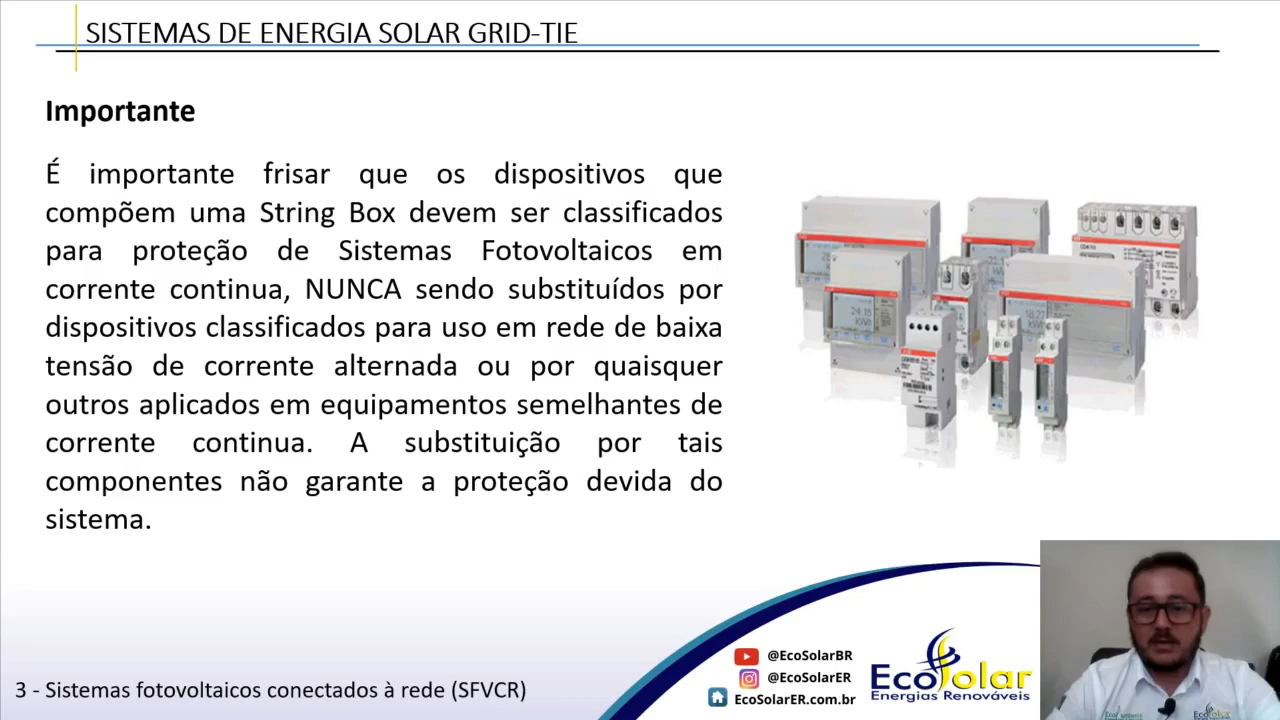 SISTEMAS DE ENERGIA SOLAR GRID-TIE
Importante
É importante frisar que os dispositivos que
compõem uma String Box devem ser classificados
para proteção de Sistemas Fotovoltaicos em
corrente continua, NUNCA sendo substituídos por
dispositivos classificados para uso em rede de baixa
tensão de corrente alternada ou por quaisquer
outros aplicados em equipamentos semelhantes de
corrente continua. A substituição por tais
componentes não garante a proteção devida do
sistema.
@EcoSolarBR
@EcoSolarER
EcoSolarER.com.br
EcoSolar
Energias Renováveis
3 - Sistemas fotovoltaicos conectados à rede (SFVCR)